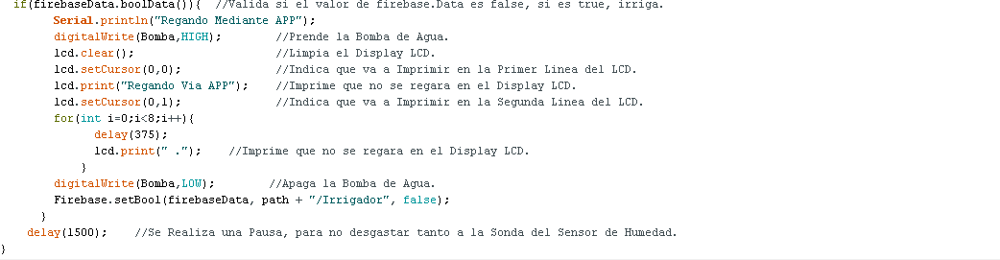 if(firebaseData.boolData()){  //Valida si el valor de firebase.Data es false, si es true, irriga.
Serial.println("Regando Mediante APP");
digitalWrite(Bomba,HIGH);        //Prende la Bomba de Agua.
lcd.clear();                     //Limpia el Display LCD.
lcd.setCursor(0,0);              //Indica que va a Imprimir en la Primer Linea del LCD.
lcd.print("Regando Via APP");    //Imprime que no se regara en el Display LCD.
lcd.setCursor(0,1);              //Indica que va a Imprimir en la Segunda Linea del LCD.
for(int i=0;i<8;i++){
delay(375);
lcd.print(" .");    //Imprime que no se regara en el Display LCD.
}
digitalWrite(Bomba,LOW);        //Apaga la Bomba de Agua.
Firebase.setBool(firebaseData, path + "/Irrigador", false);
}
delay(1500);    //Se Realiza una Pausa, para no desgastar tanto a la Sonda del Sensor de Humedad.
}